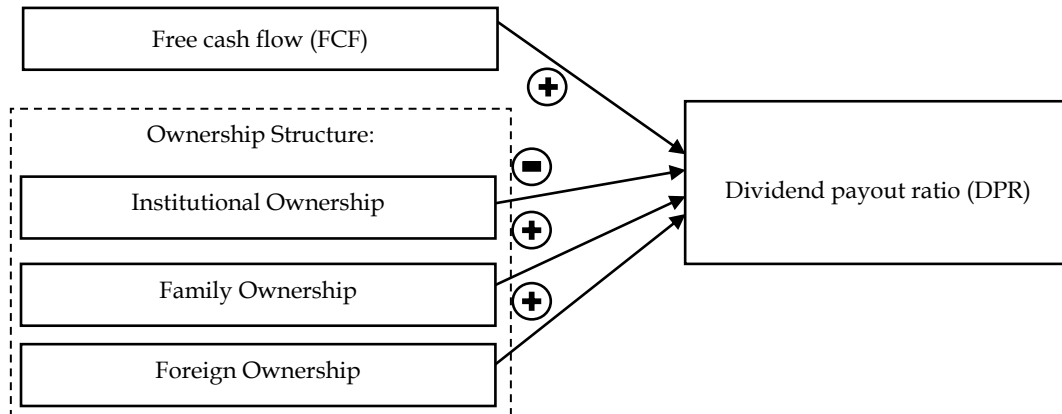 Free cash flow (FCF)
+
Ownership Structure:
-
Institutional Ownership
Dividend payout ratio (DPR)
+
Family Ownership
+
Foreign Ownership